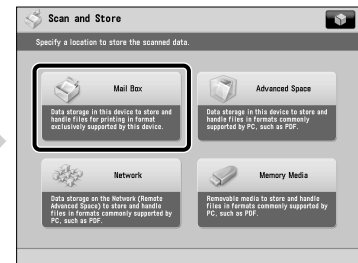 Scan and Store
Specify a location to store the scanned data.
Mail Box
Data storage in this device to store and
handle files for printing in format
exclusively supported by this device.
Advanced Space
Data storage in this device to store and
handle files in formats commonly
supported by PC, such as PDF.
Network
Data storage on the Network (Remote
Advanced Space) to store and handle
files in formats commonly supported by
PC, such as PDF.
Memory Media
Removable media to store and handle
files in formats commonly supported by
PC, such as PDF.